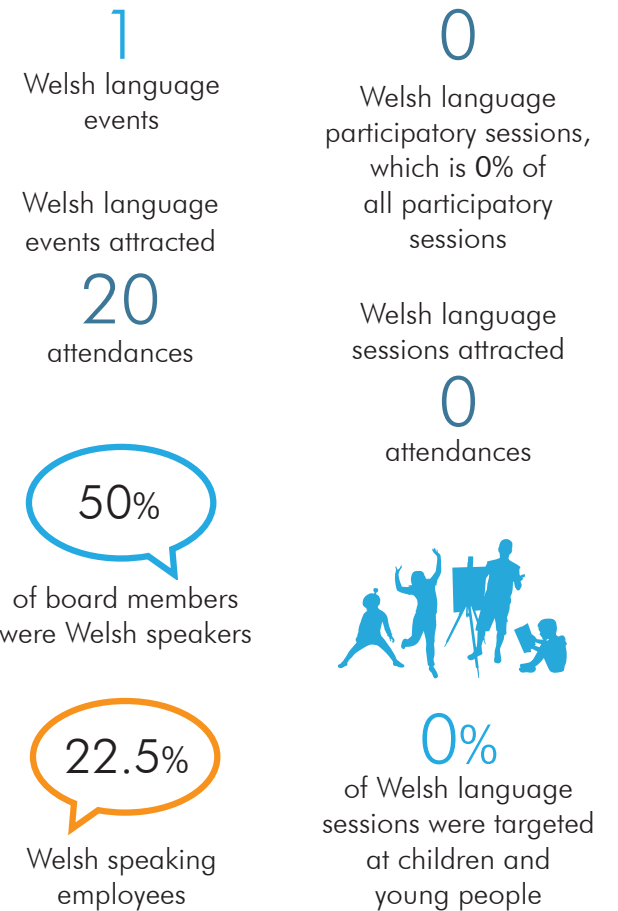 1
Welsh language
events
Welsh language
events attracted
20
attendances
50%
of board members
were Welsh speakers
22.5%
Welsh speaking
employees
0
Welsh language
participatory sessions,
which is 0% of
all participatory
sessions
Welsh language
sessions attracted
0
attendances
0%
of Welsh language
sessions were targeted
at children and
young people